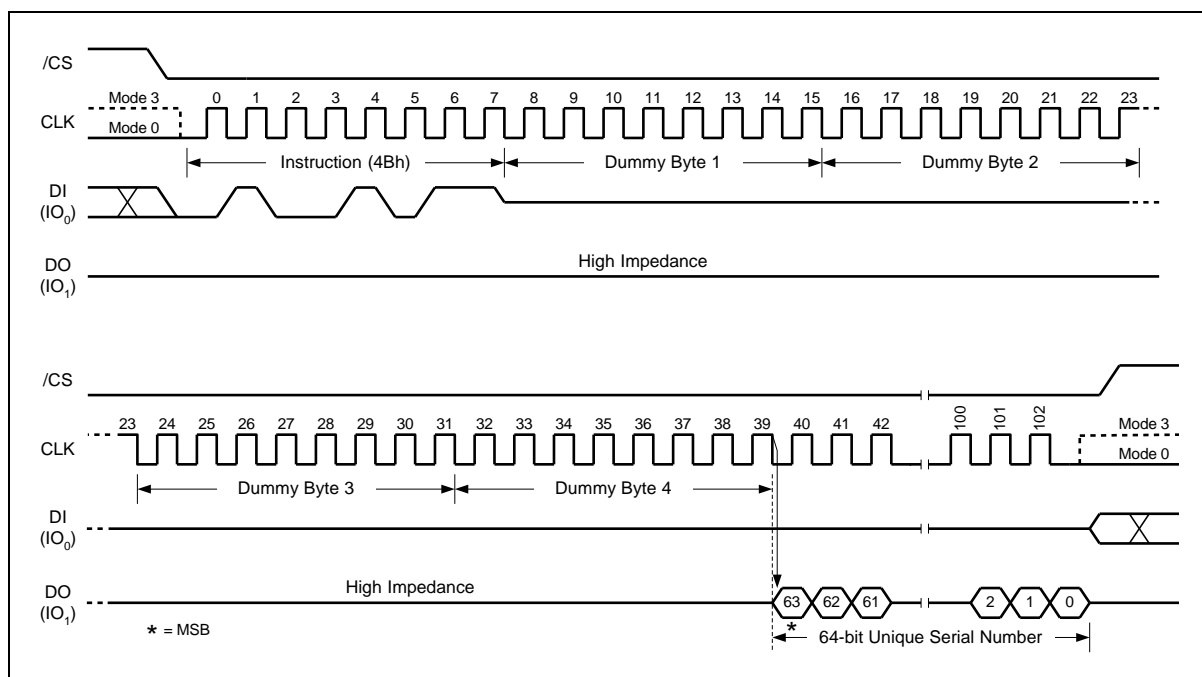 /CS
Mode 3
0 1 2 3 4 5 6 7 8 9 10 11 12 13 14 15 16 17 18 19 20 21 22 23
CLK
Mode 0
Instruction (4Bh)
Dummy Byte 1
Dummy Byte 2
DI
(IO0)
High Impedance
DO
(IO1)
/CS
23 24 25 26 27 28 29 30 31 32 33 34 35 36 37 38 39 40 41 42 100 101 102
Mode 3
CLK
Mode 0
Dummy Byte 3
Dummy Byte 4
DI
(IO0)
High Impedance
DO
(IO1)
63 62 61 2 1 0
* = MSB
*
64-bit Unique Serial Number